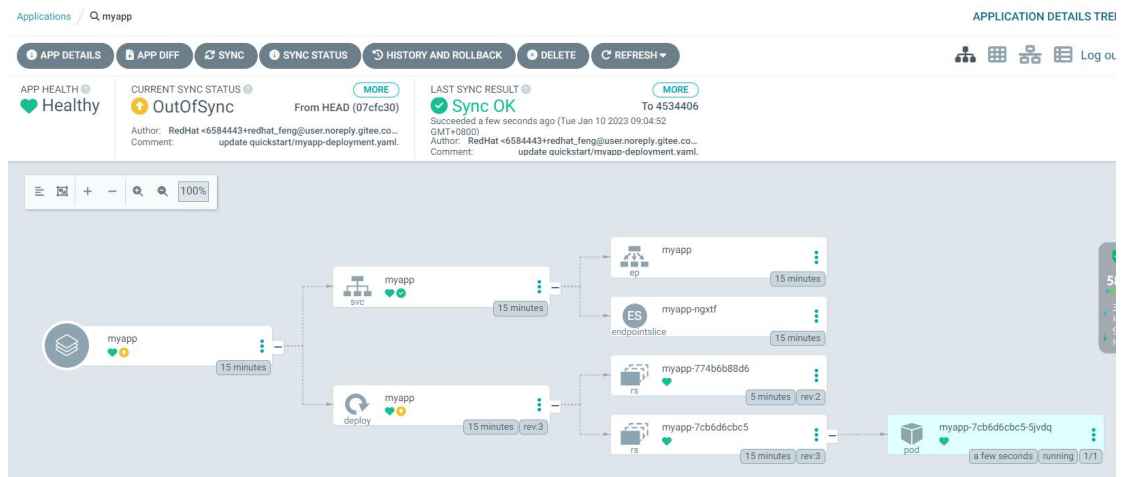 Applications / myapp
APPLICATION DETAILS TREE
APP DETAILS APP DIFF SYNC SYNC STATUS HISTORY AND ROLLBACK DELETE REFRESH
Log ou
APP HEALTH
Healthy
CURRENT SYNC STATUS MORE
OutOfSync From HEAD (07cfc30)
Author: RedHat <6584443+redhat_feng@user.noreply.gitee.co...
Comment: update quickstart/myapp-deployment.yaml.
LAST SYNC RESULT MORE
Sync OK To 4534406
Succeeded a few seconds ago (Tue Jan 10 2023 09:04:52
GMT+0800)
Author: RedHat <6584443+redhat_feng@user.noreply.gitee.co...
Comment: update quickstart/myapp-deployment.yaml.
100%
myapp
15 minutes
svc
myapp
15 minutes
deploy
myapp
15 minutes rev:3
ep
myapp
15 minutes
ES
endpointslice
myapp-ngxtf
15 minutes
rs
myapp-774b6b88d6
5 minutes rev:2
rs
myapp-7cb6d6cbc5
15 minutes rev:3
pod
myapp-7cb6d6cbc5-5jvdq
a few seconds running 1/1